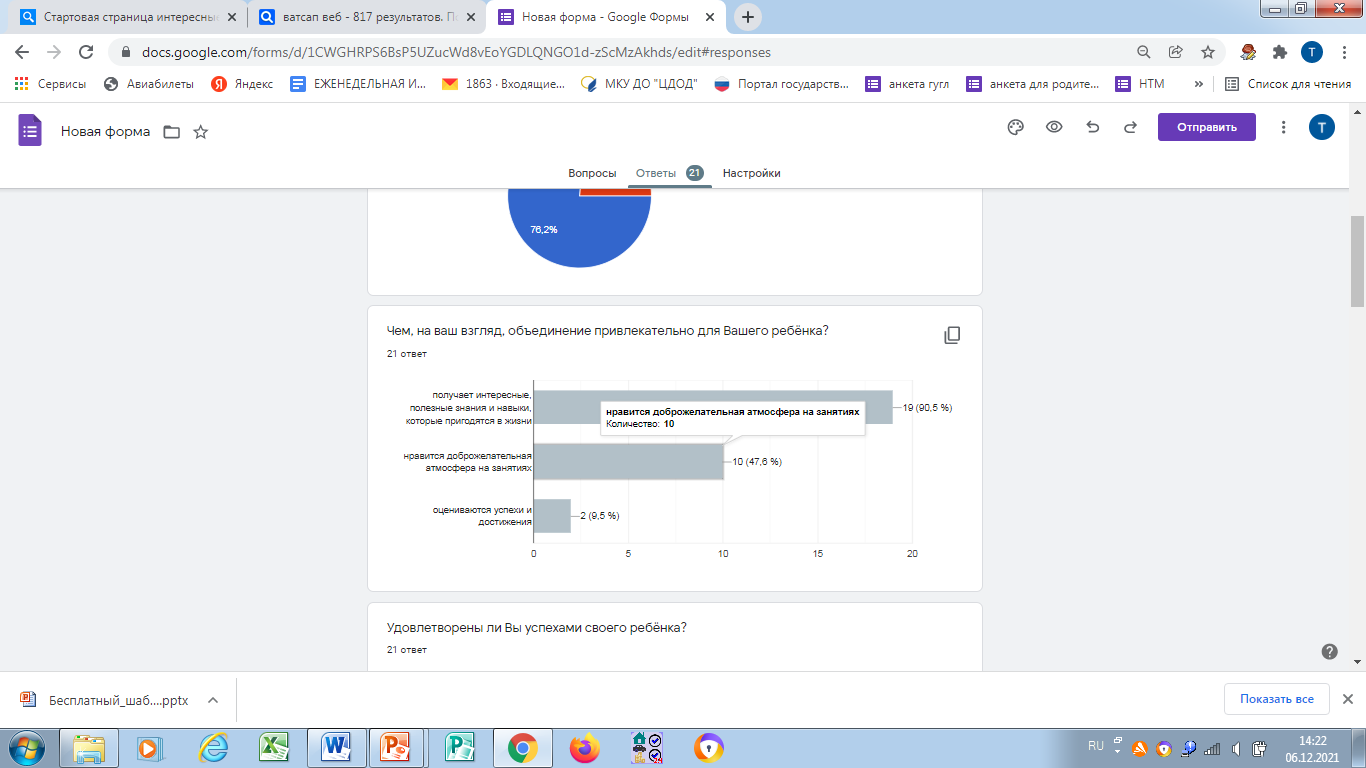 Стартовая страница интересны
ватсап веб - 817 результатов. П
Новая форма - Google Формы
docs.google.com/forms/d/1CWGHRPS6BsP5UZucWd8vEoYGDLQNGO1d-zScMzAkhds/edit#responses
T
Сервисы
Авиабилеты
Яндекс
ЕЖЕНЕДЕЛЬНАЯ И...
1863 · Входящие...
МКУ ДО "ЦДОД"
Портал государств...
анкета гугл
анкета для родите...
НТМ
»
Список для чтения
Новая форма
Отправить
T
Вопросы
Ответы 21
Настройки
76,2%
Чем, на ваш взгляд, объединение привлекательно для Вашего ребёнка?
21 ответ
получает интересные,
полезные знания и навыки,
которые пригодятся в жизни
19 (90,5 %)
нравится доброжелательная атмосфера на занятиях
Количество: 10
нравится доброжелательная
атмосфера на занятиях
10 (47,6 %)
оцениваются успехи и
достижения
2 (9,5 %)
0 5 10 15 20
Удовлетворены ли Вы успехами своего ребёнка?
21 ответ
Бесплатный_шаб....pptx
Показать все
RU
14:22
06.12.2021